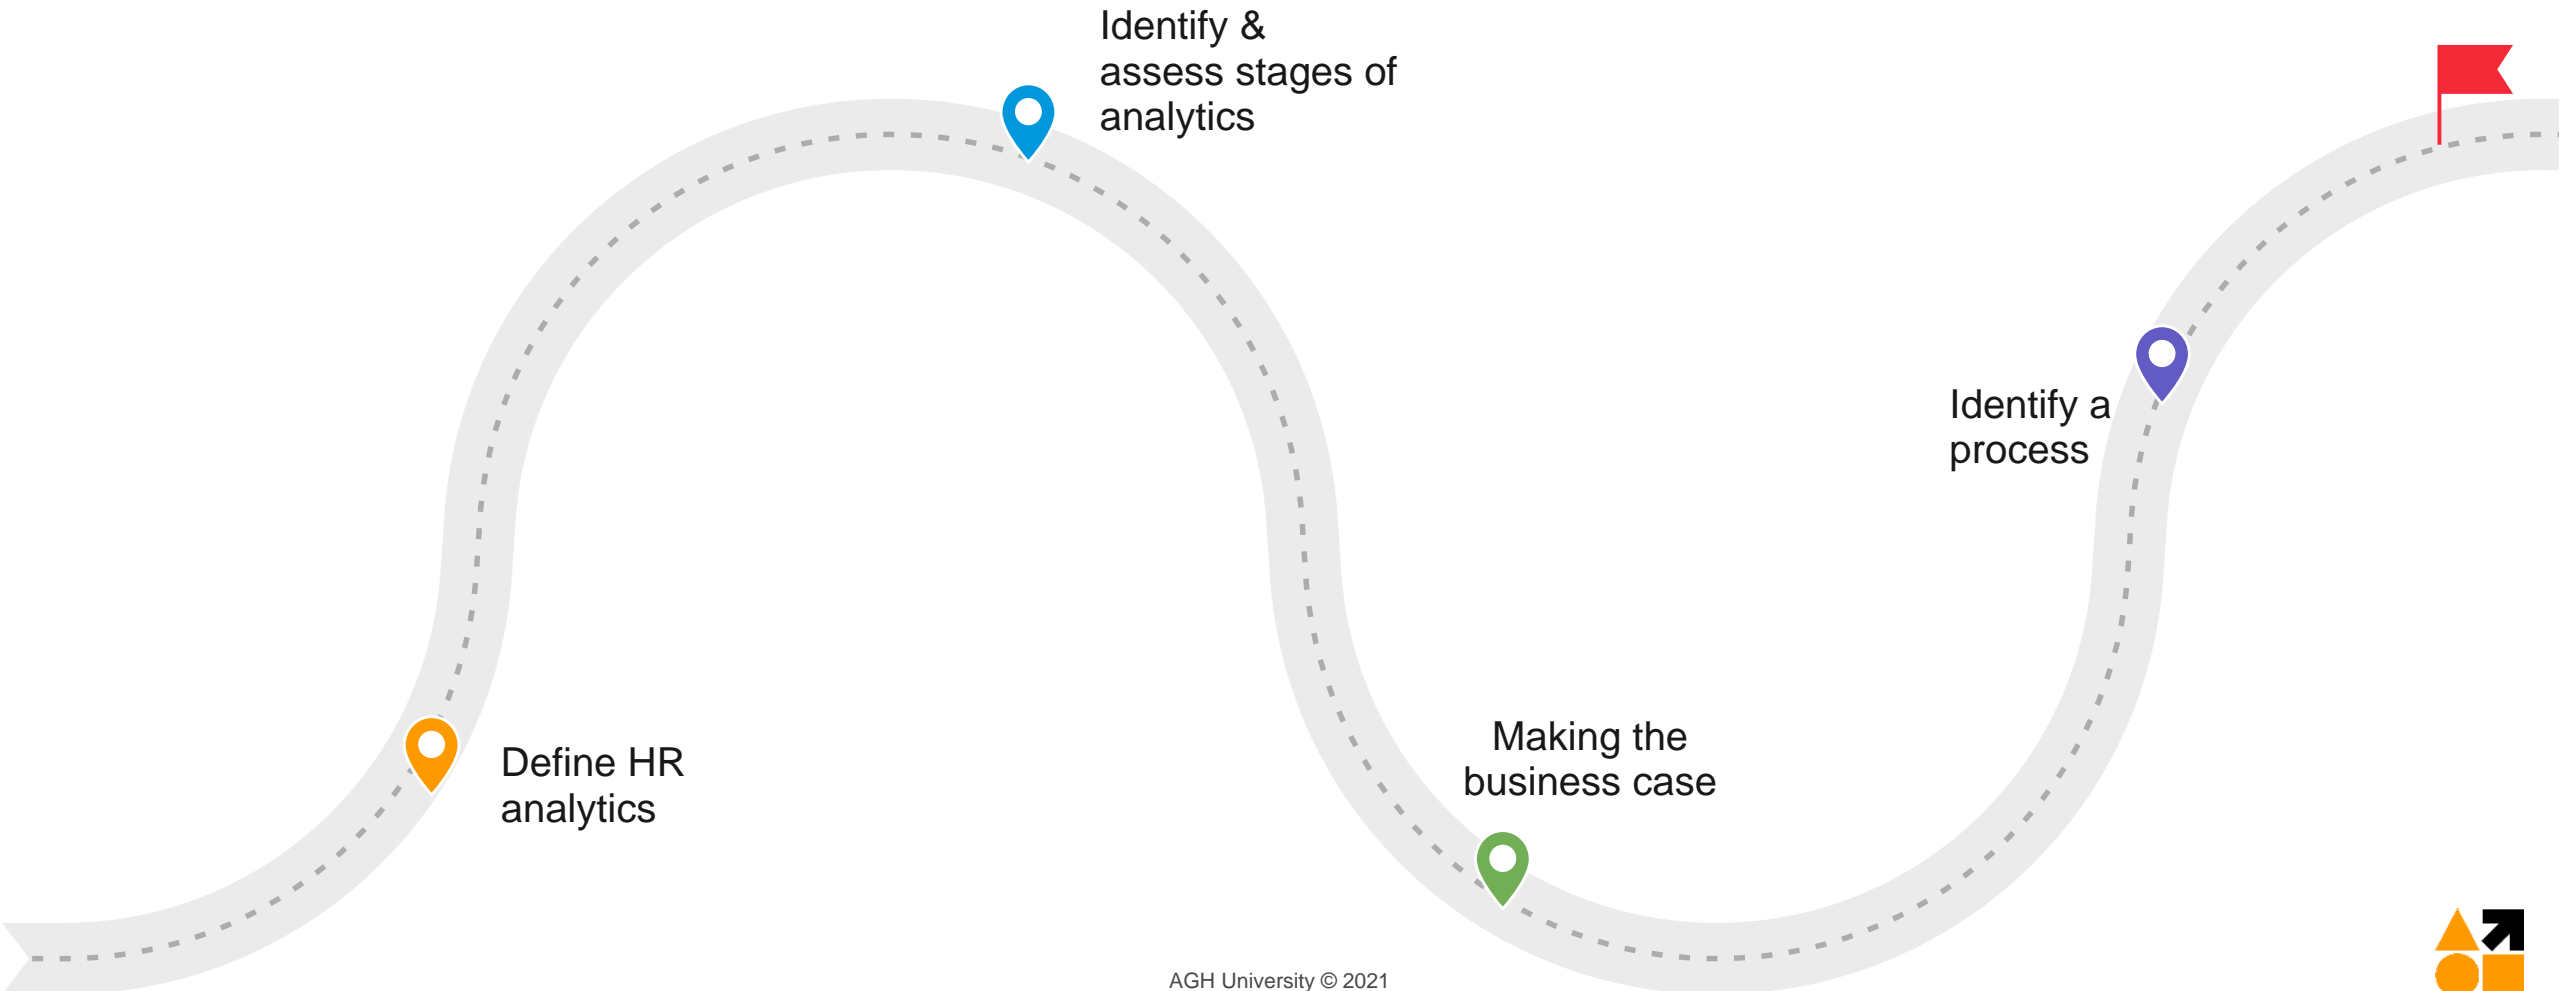 Identify &
assess stages of
analytics
Identify a
process
Making the
business case
Define HR
analytics
AGH University © 2021